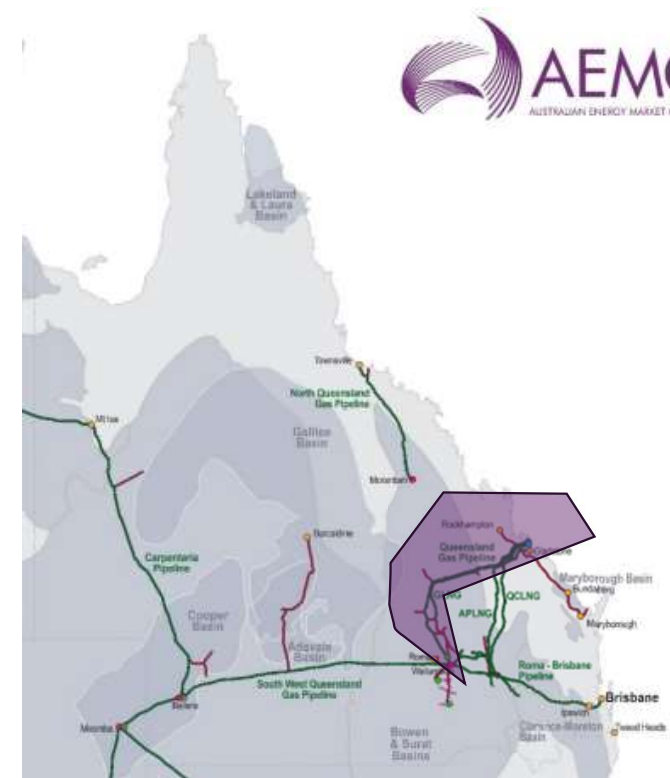 AEMO
AUSTRALIAN ENERGY MARKET
Lakeland
& Laura
Basin
Townsville
North Queensland
Gas Pipeline
Mt Isa
Galilee
Basin
Moranbah
Rockhampton
Barcaldine
Queensland
Gas Pipeline
Gladstone
Carpentaria
Pipeline
Maryborough Basin
Bundaberg
GLNG
QCLNG
APLNG
Maryborough
Cooper
Basin
Adavale
Basin
Roma
Wallumbilla
Roma - Brisbane
Pipeline
South West Queensland
Gas Pipeline
Ballera
Brisbane
Ipswich
Moomba
Clarence-Moreton
Basin
Tweed Heads
Bowen
& Surat
Basins